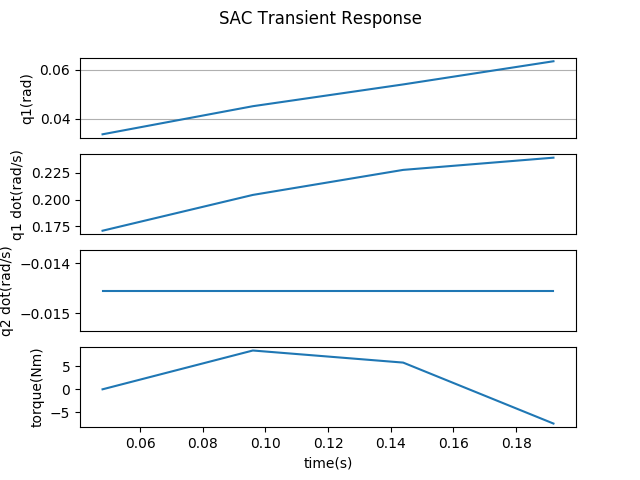 SAC Transient Response
q1(rad)
0.06
0.04
q1 dot(rad/s)
0.225
0.200
0.175
q2 dot(rad/s)
−0.014
−0.015
torque(Nm)
5
0
−5
0.06 0.08 0.10 0.12 0.14 0.16 0.18
time(s)